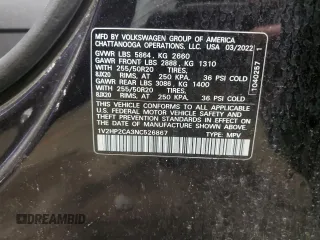 MFD BY VOLKSWAGEN GROUP OF AMERICA
CHATTANOOGA OPERATIONS, LLC. USA 03/2022
GVWR LBS 5864, KG 2660
GAWR FRONT LBS 2888, KG 1310
WITH 255/50R20 TIRES,
8JX20 RIMS, AT 250 KPA, 36 PSI COLD
GAWR REAR LBS 3086, KG 1400
WITH 255/50R20 TIRES,
8JX20 RIMS, AT 250 KPA, 36 PSI COLD
THIS VEHICLE CONFORMS TO ALL APPLICABLE U.S.
FEDERAL MOTOR VEHICLE SAFETY STANDARDS IN
EFFECT ON THE DATE OF MANUFACTURE SHOWN ABOVE.
1V2HP2CA3NC526867 TYPE: MPV
1040257 1